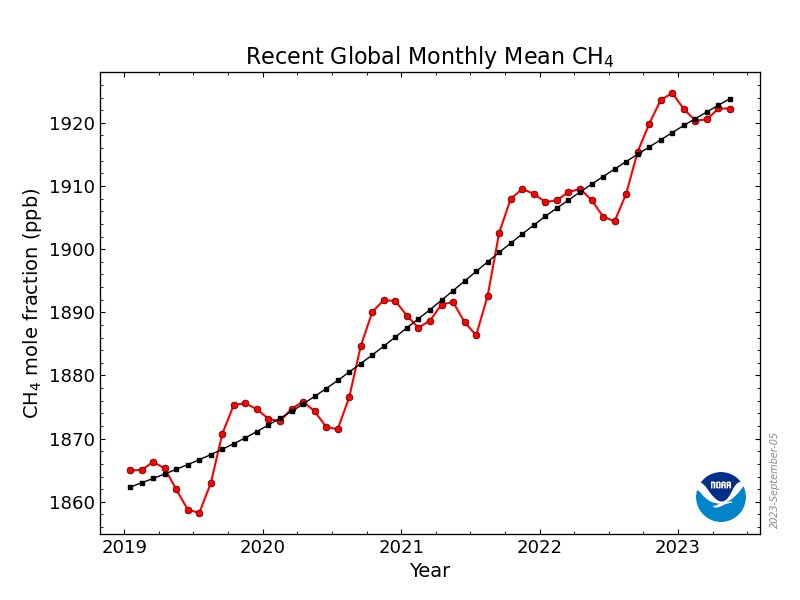 Recent Global Monthly Mean CH₄
CH₄ mole fraction (ppb)
1920
1910
1900
1890
1880
1870
1860
2019
2020
2021
2022
2023
Year
NOAA
2023-September-05